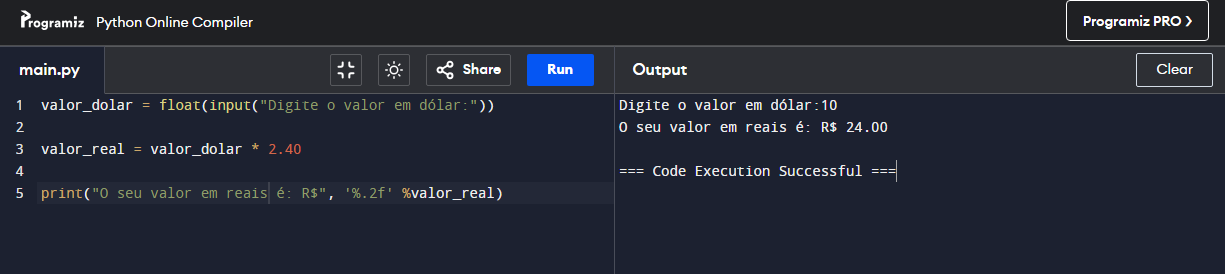 Programiz Python Online Compiler Programiz PRO ❯
main.py Share Run Output Clear
1 valor_dolar = float(input("Digite o valor em dólar:"))
2
3 valor_real = valor_dolar * 2.40
4
5 print("O seu valor em reais é: R$", '%.2f' %valor_real)
Digite o valor em dólar:10
O seu valor em reais é: R$ 24.00
=== Code Execution Successful ===